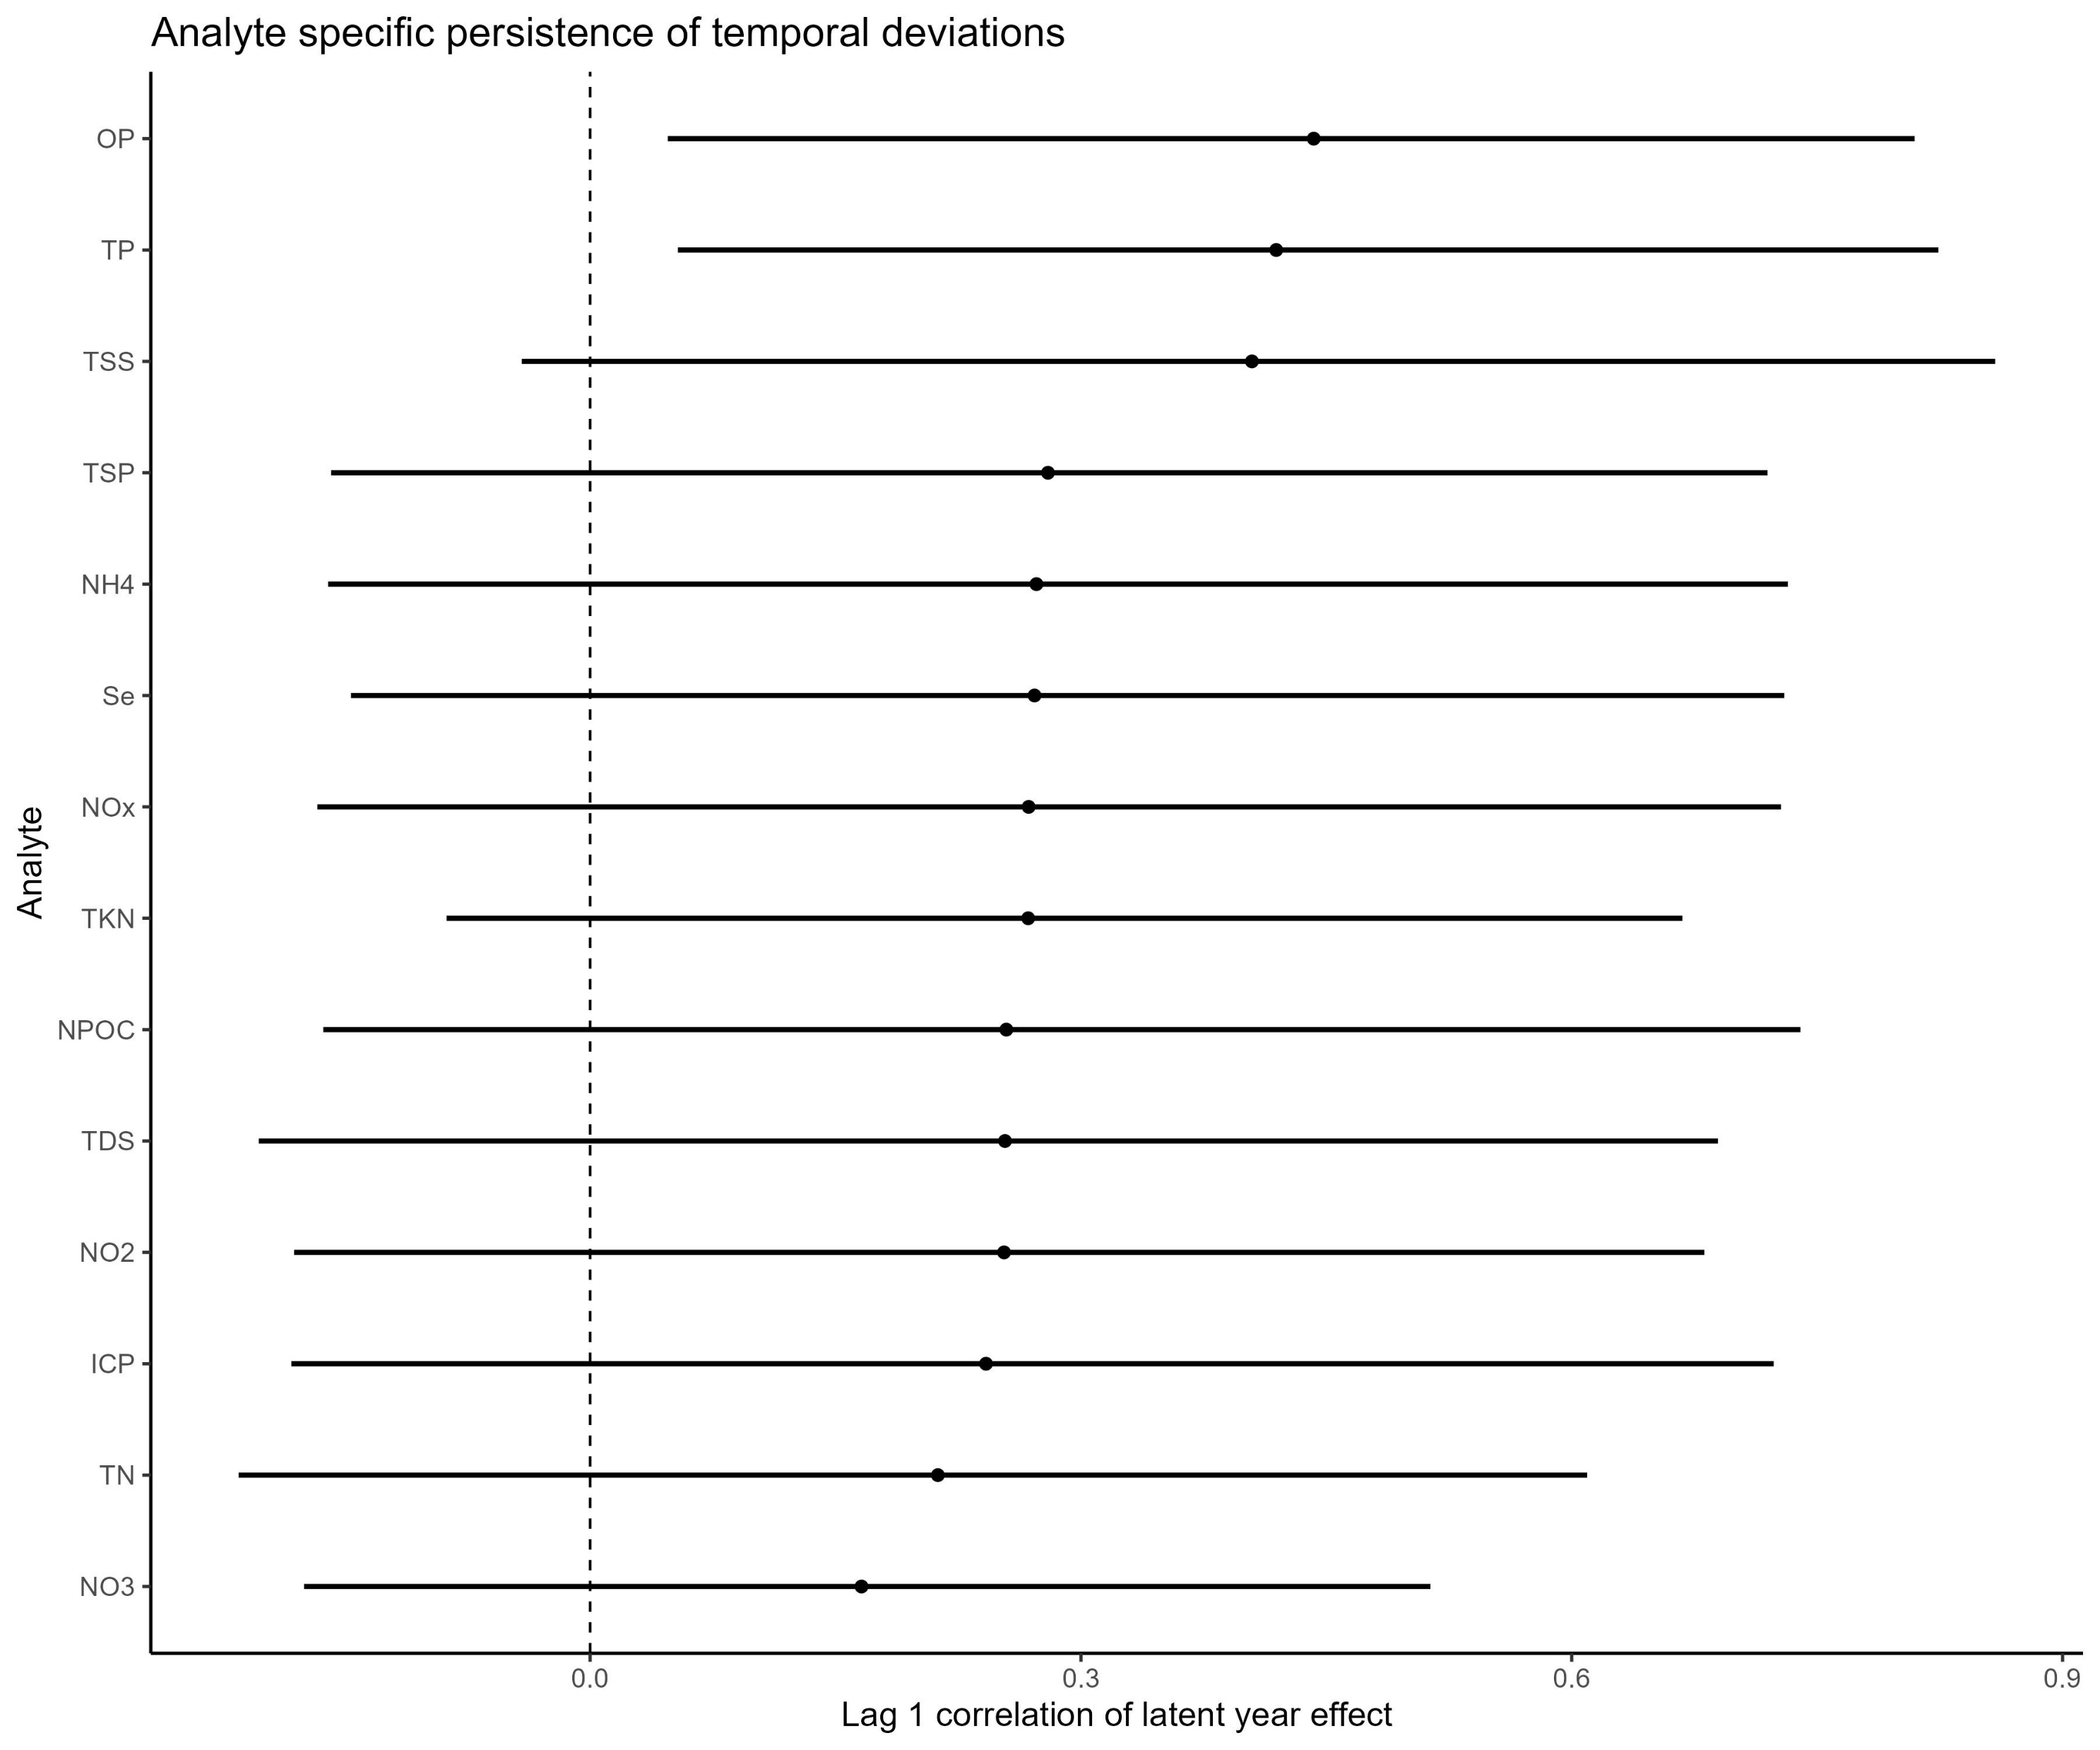 Analyte specific persistence of temporal deviations
OP
TP
TSS
TSP
NH4
Se
NOx
TKN
NPOC
TDS
NO2
ICP
TN
NO3
Analyte
0.0 0.3 0.6 0.9
Lag 1 correlation of latent year effect